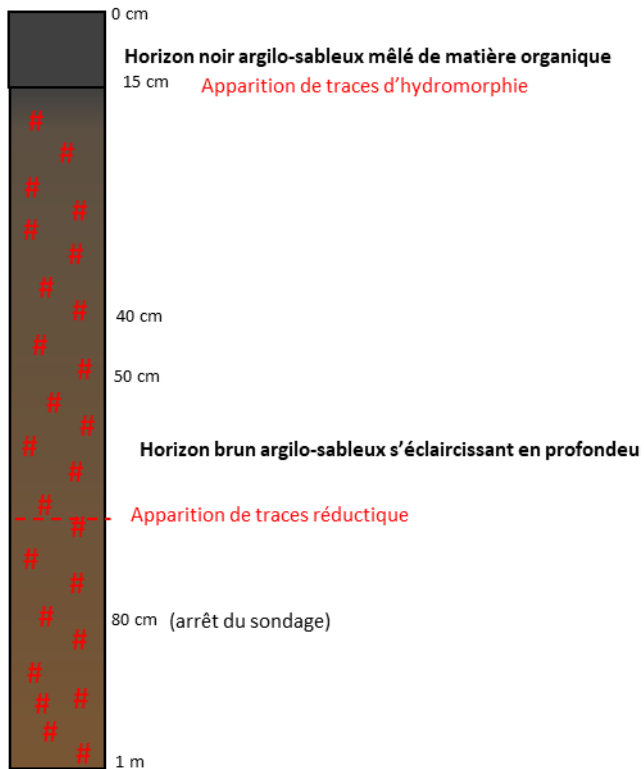 0 cm
Horizon noir argilo-sableux mêlé de matière organique
15 cm
Apparition de traces d’hydromorphie
40 cm
50 cm
Horizon brun argilo-sableux s’éclaircissant en profondeu
Apparition de traces réductique
80 cm (arrêt du sondage)
1 m